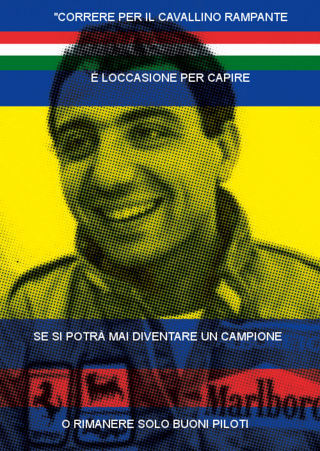 "CORRERE PER IL CAVALLINO RAMPANTE
É LOCCASIONE PER CAPIRE
SE SI POTRÀ MAI DIVENTARE UN CAMPIONE
Marlboro
O RIMANERE SOLO BUONI PILOTI